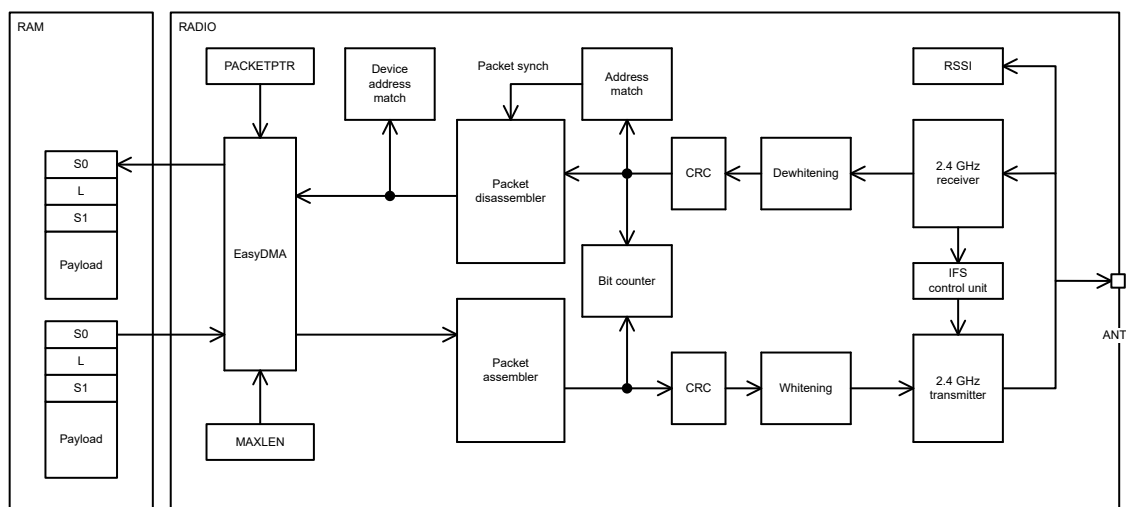 RAM
RADIO
PACKETPTR
Device
address
match
Packet synch
Address
match
RSSI
S0
L
S1
Payload
EasyDMA
Packet
disassembler
CRC
Dewhitening
2.4 GHz
receiver
Bit counter
IFS
control unit
ANT
S0
L
S1
Payload
Packet
assembler
CRC
Whitening
2.4 GHz
transmitter
MAXLEN